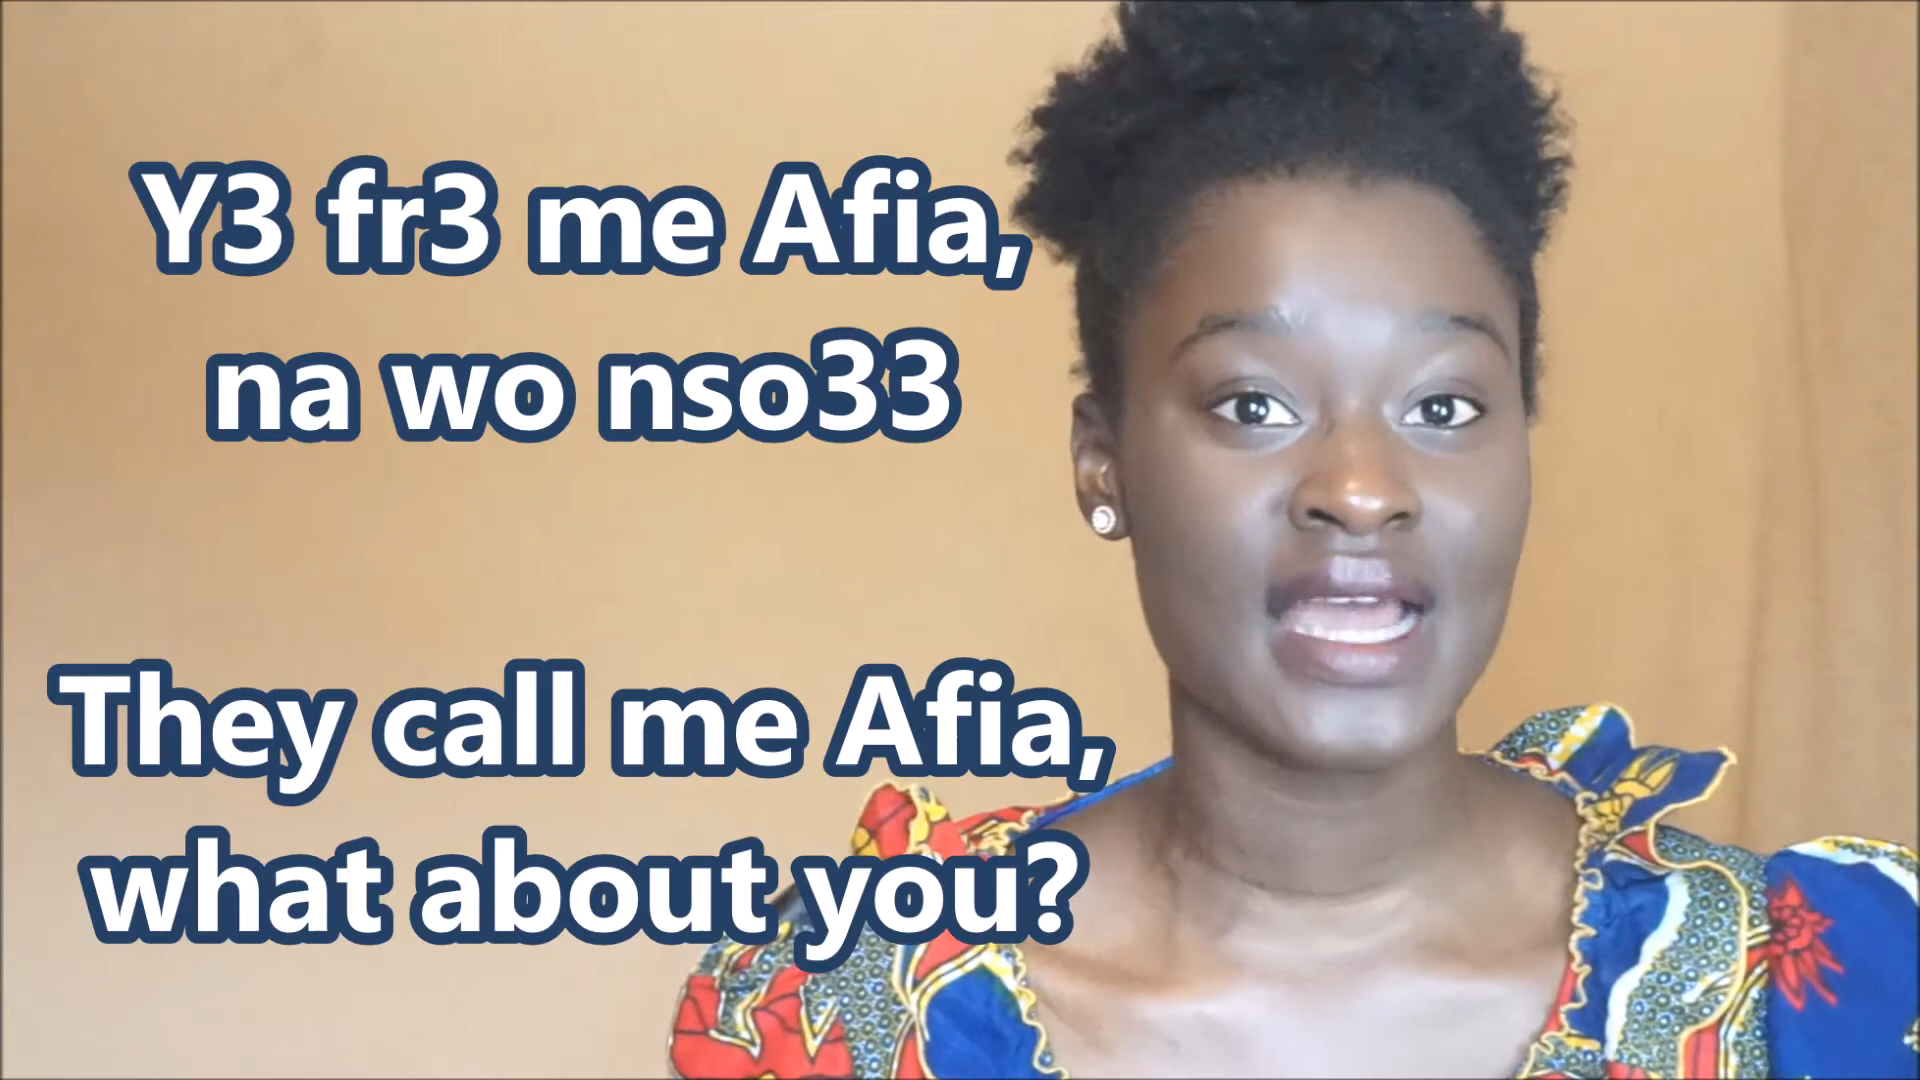 Y3 fr3 me Afia,
na wo nso33
They call me Afia,
what about you?